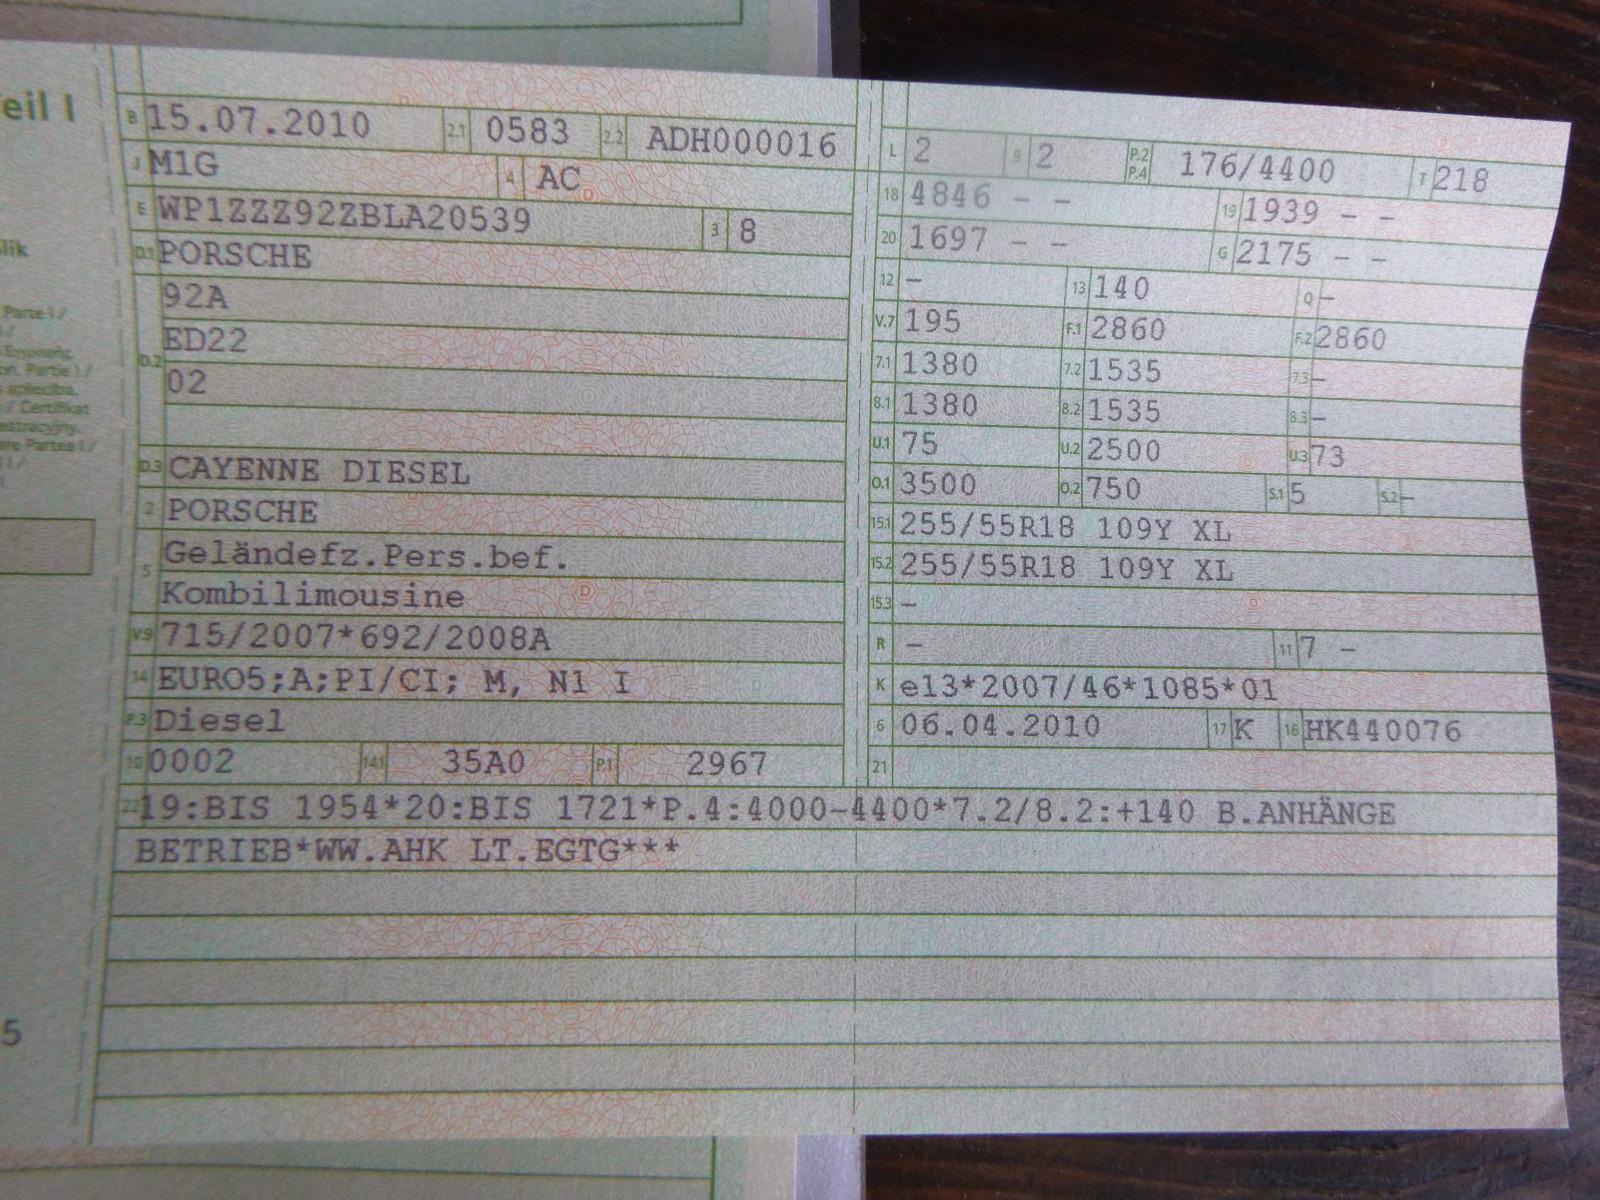 eil I
B 15.07.2010 2.1 0583 2.2 ADH000016
J M1G 4 AC
E WP1ZZZ92ZBLA20539 3 8
D.1 PORSCHE
92A
D.2 ED22
02
D.3 CAYENNE DIESEL
2 PORSCHE
5 Geländefz.Pers.bef.
Kombilimousine
V.9 715/2007*692/2008A
14 EURO5;A;PI/CI; M, N1 I
P.3 Diesel
10 0002 14.1 35A0 P.1 2967
L 2 9 2 P.2 P.4 176/4400 T 218
18 4846 - - 19 1939 - -
20 1697 - - G 2175 - -
12 - 13 140 Q -
V.7 195 F.1 2860 F.2 2860
7.1 1380 7.2 1535 7.3 -
8.1 1380 8.2 1535 8.3 -
U.1 75 U.2 2500 U.3 73
O.1 3500 O.2 750 S.1 5 S.2 -
15.1 255/55R18 109Y XL
15.2 255/55R18 109Y XL
15.3 -
R - 11 7 -
K e13*2007/46*1085*01
6 06.04.2010 17 K 16 HK440076
21
22 19:BIS 1954*20:BIS 1721*P.4:4000-4400*7.2/8.2:+140 B.ANHÄNGE
BETRIEB*WW.AHK LT.EGTG***
lik
Parte I /
on. Partie I /
apliecība.
/ Certifikat
estracyjny.
Partea I /
5